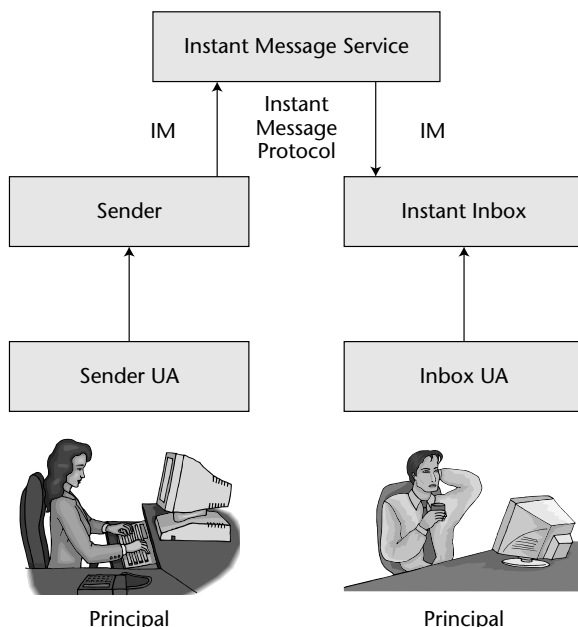 Instant Message Service
IM
Instant
Message
Protocol
IM
Sender
Instant Inbox
Sender UA
Inbox UA
Principal
Principal